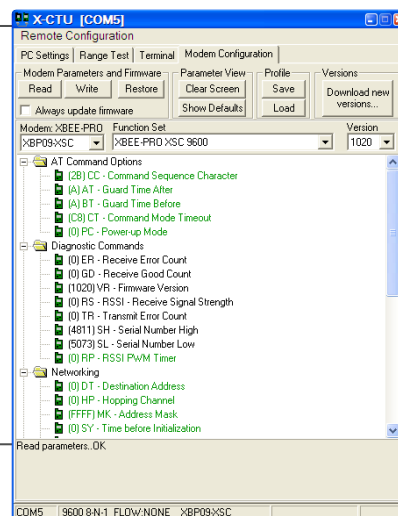 X-CTU [COM5]
Remote Configuration
PC Settings Range Test Terminal Modem Configuration
Modem Parameters and Firmware Parameter View Profile Versions
Read Write Restore Clear Screen Save Download new versions...
Always update firmware Show Defaults Load
Modem: XBEE-PRO Function Set Version
XBP09-XSC XBEE-PRO XSC 9600 1020
AT Command Options
(2B) CC - Command Sequence Character
(A) AT - Guard Time After
(A) BT - Guard Time Before
(C8) CT - Command Mode Timeout
(0) PC - Power-up Mode
Diagnostic Commands
(0) ER - Receive Error Count
(0) GD - Receive Good Count
(1020) VR - Firmware Version
(0) RS - RSSI - Receive Signal Strength
(0) TR - Transmit Error Count
(4811) SH - Serial Number High
(5073) SL - Serial Number Low
(0) RP - RSSI PWM Timer
Networking
(0) DT - Destination Address
(0) HP - Hopping Channel
(FFFF) MK - Address Mask
(0) SY - Time before Initialization
Read parameters..OK
COM5 9600 8-N-1 FLOW:NONE XBP09-XSC